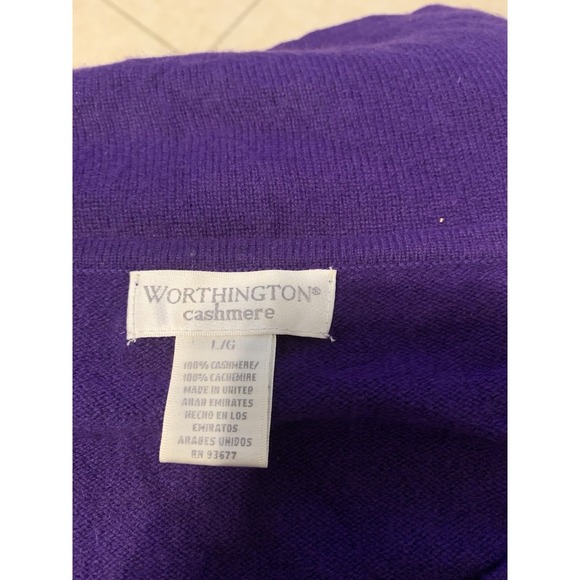 WORTHINGTON®
cashmere
L/G
100% CASHMERE/
100% CACHEMIRE
MADE IN UNITED
ARAB EMIRATES
HECHO EN LOS
EMIRATOS
ARABES UNIDOS
RN 93677